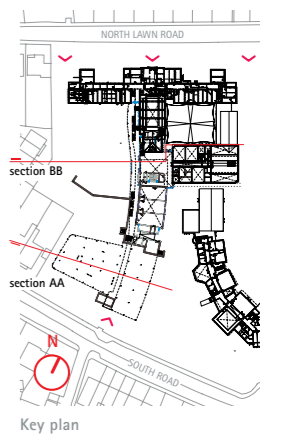 NORTH LAWN ROAD
section BB
section AA
N
SOUTH ROAD
Key plan